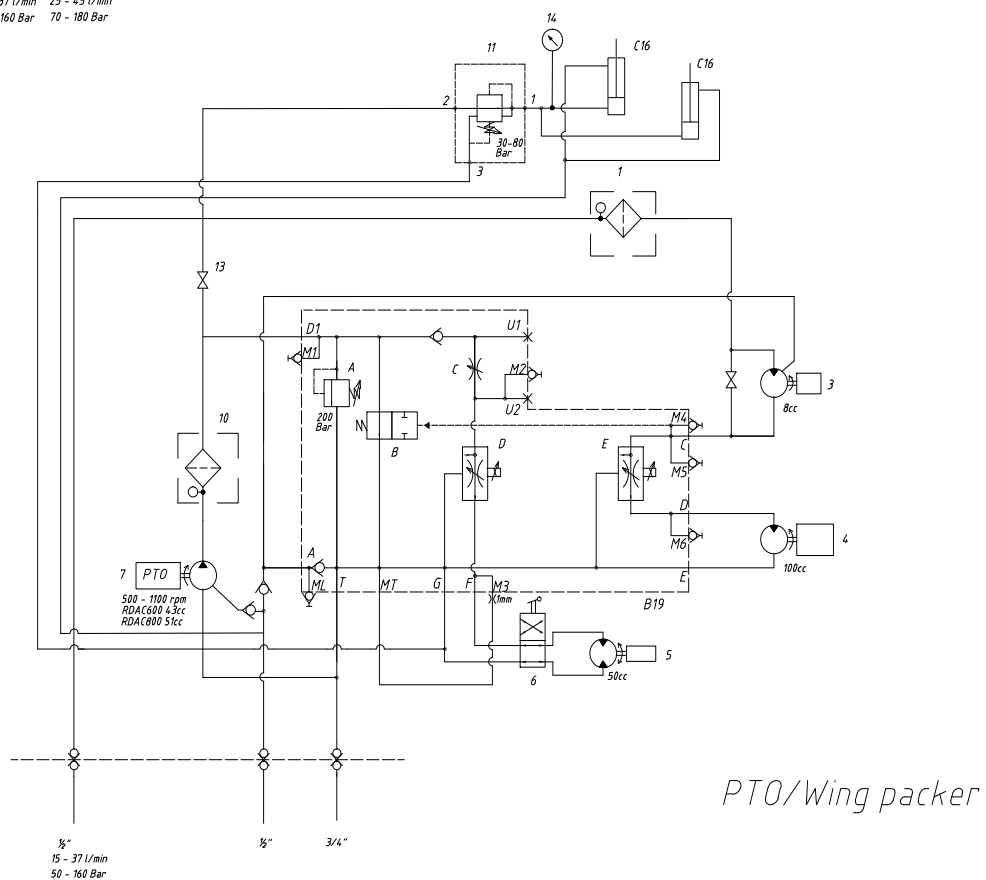 37 l/min 25 - 45 l/min
160 Bar 70 - 180 Bar
14
11
C16
C16
2
1
30-80
Bar
3
1
13
D1
U1
M1
A
C
M2
3
8cc
200
Bar
U2
10
B
M4
D
E
C
M5
D
M6
4
100cc
A
7
PTO
ML
T
MT
G
F
M3
E
500 - 1100 rpm
RDAC600 43cc
RDAC800 51cc
1mm
B19
5
6
50cc
PTO/Wing packer
½"
½"
3/4"
15 - 37 l/min
50 - 160 Bar